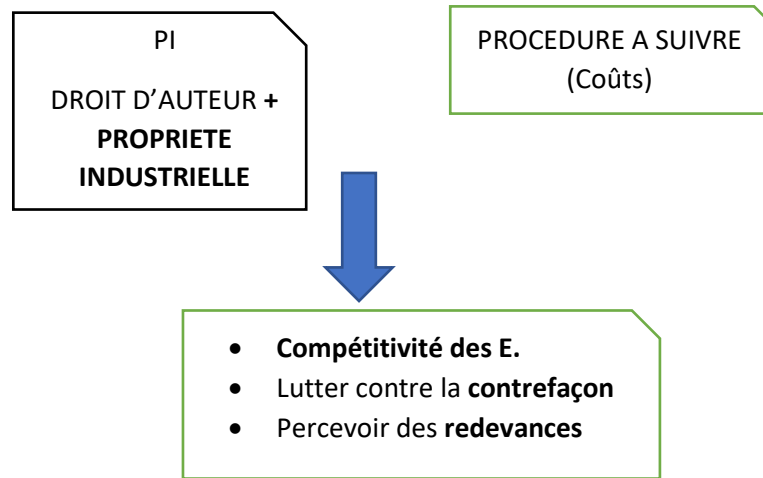 PI
DROIT D’AUTEUR +
PROPRIETE
INDUSTRIELLE
PROCEDURE A SUIVRE
(Coûts)
• Compétitivité des E.
• Lutter contre la contrefaçon
• Percevoir des redevances